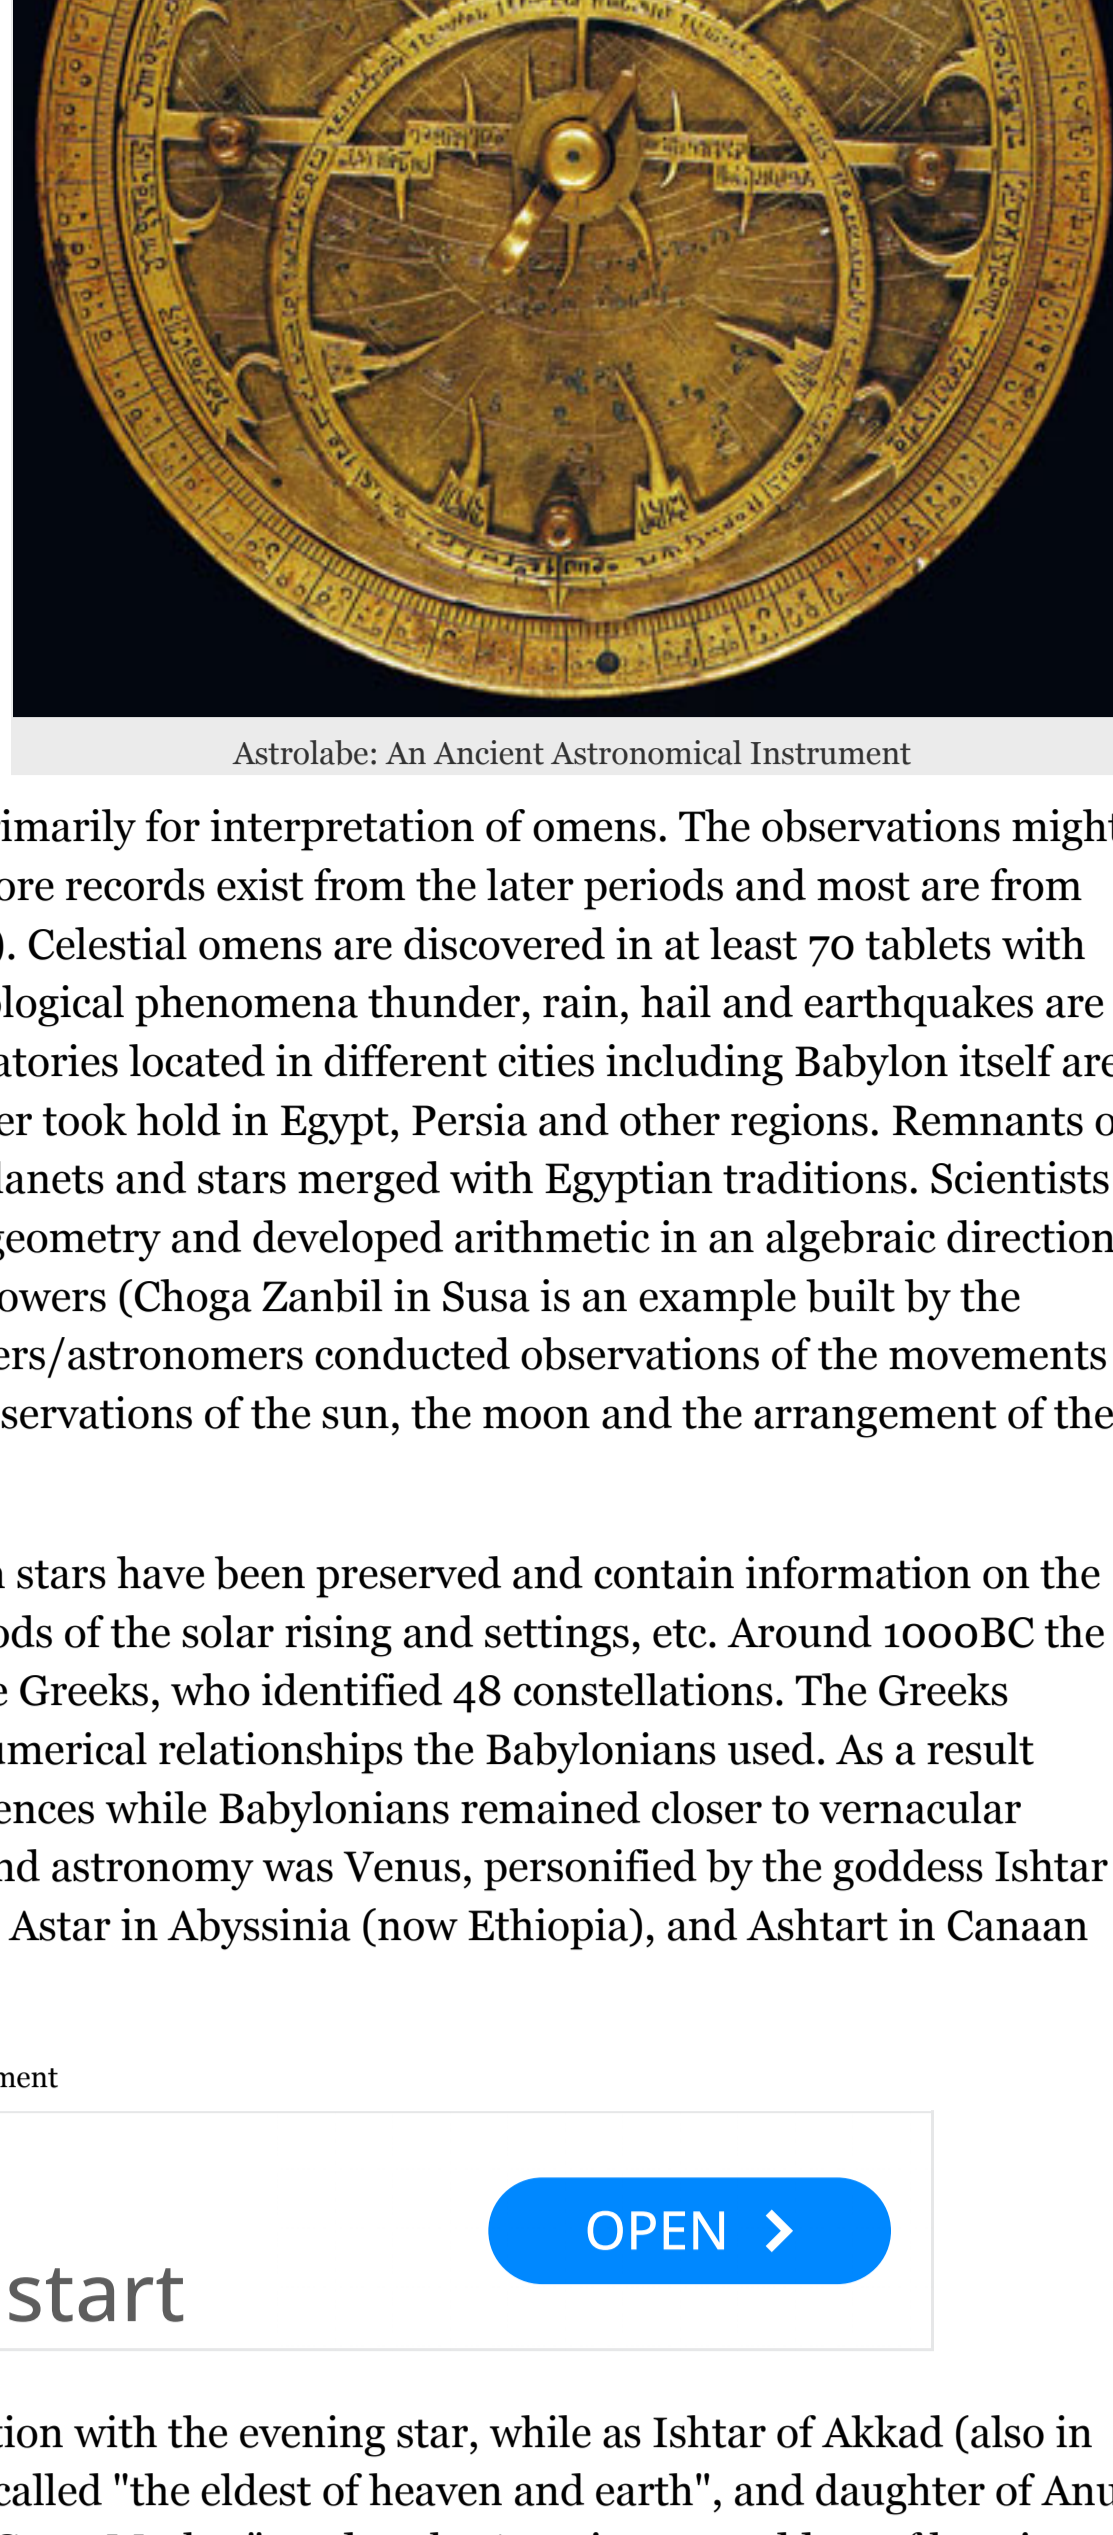 Astrolabe: An Ancient Astronomical Instrument
imarily for interpretation of omens. The observations might
ore records exist from the later periods and most are from
). Celestial omens are discovered in at least 70 tablets with
ological phenomena thunder, rain, hail and earthquakes are
atories located in different cities including Babylon itself are
er took hold in Egypt, Persia and other regions. Remnants o
lanets and stars merged with Egyptian traditions. Scientists
geometry and developed arithmetic in an algebraic direction
owers (Choga Zanbil in Susa is an example built by the
ers/astronomers conducted observations of the movements
servations of the sun, the moon and the arrangement of the
stars have been preserved and contain information on the
ods of the solar rising and settings, etc. Around 1000BC the
e Greeks, who identified 48 constellations. The Greeks
umerical relationships the Babylonians used. As a result
ences while Babylonians remained closer to vernacular
nd astronomy was Venus, personified by the goddess Ishtar
Astar in Abyssinia (now Ethiopia), and Ashtart in Canaan
ment
OPEN
start
tion with the evening star, while as Ishtar of Akkad (also in
called "the eldest of heaven and earth", and daughter of Anu